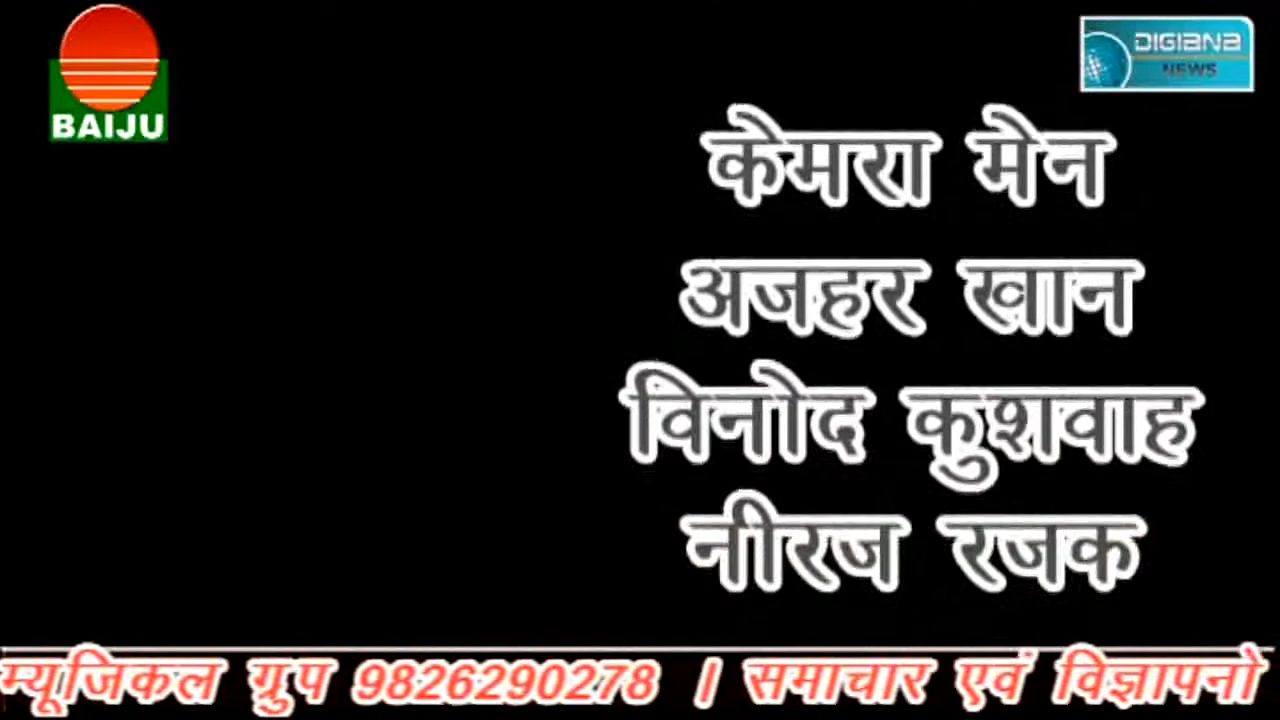 BAIJU
DIGIANA
NEWS
केमरा मेन
अजहर खान
विनोद कुशवाह
नीरज रजक
म्यूजिकल ग्रुप 9826290278 । समाचार एवं विज्ञापनो